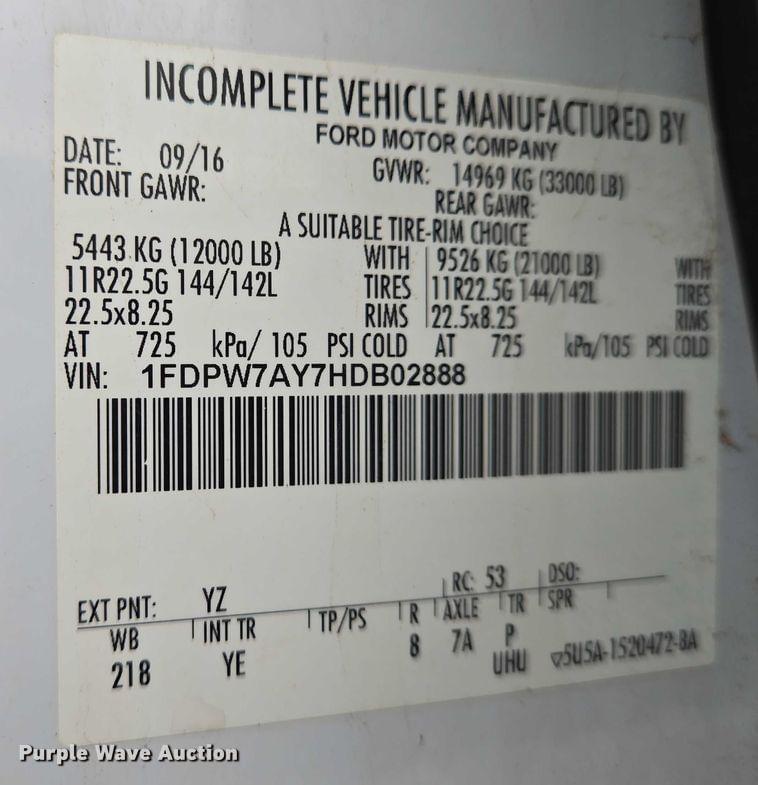 INCOMPLETE VEHICLE MANUFACTURED BY
FORD MOTOR COMPANY
DATE: 09/16
GVWR: 14969 KG (33000 LB)
FRONT GAWR:
REAR GAWR:
A SUITABLE TIRE-RIM CHOICE
5443 KG (12000 LB) WITH 9526 KG (21000 LB) WITH
11R22.5G 144/142L TIRES 11R22.5G 144/142L TIRES
22.5x8.25 RIMS 22.5x8.25 RIMS
AT 725 kPa/ 105 PSI COLD AT 725 kPa/105 PSI COLD
VIN: 1FDPW7AY7HDB02888
EXT PNT: YZ RC: 53 DSO:
WB INT TR TP/PS R AXLE TR SPR
218 YE 8 7A P
UHU ▽5U5A-1520472-BA
Purple Wave Auction